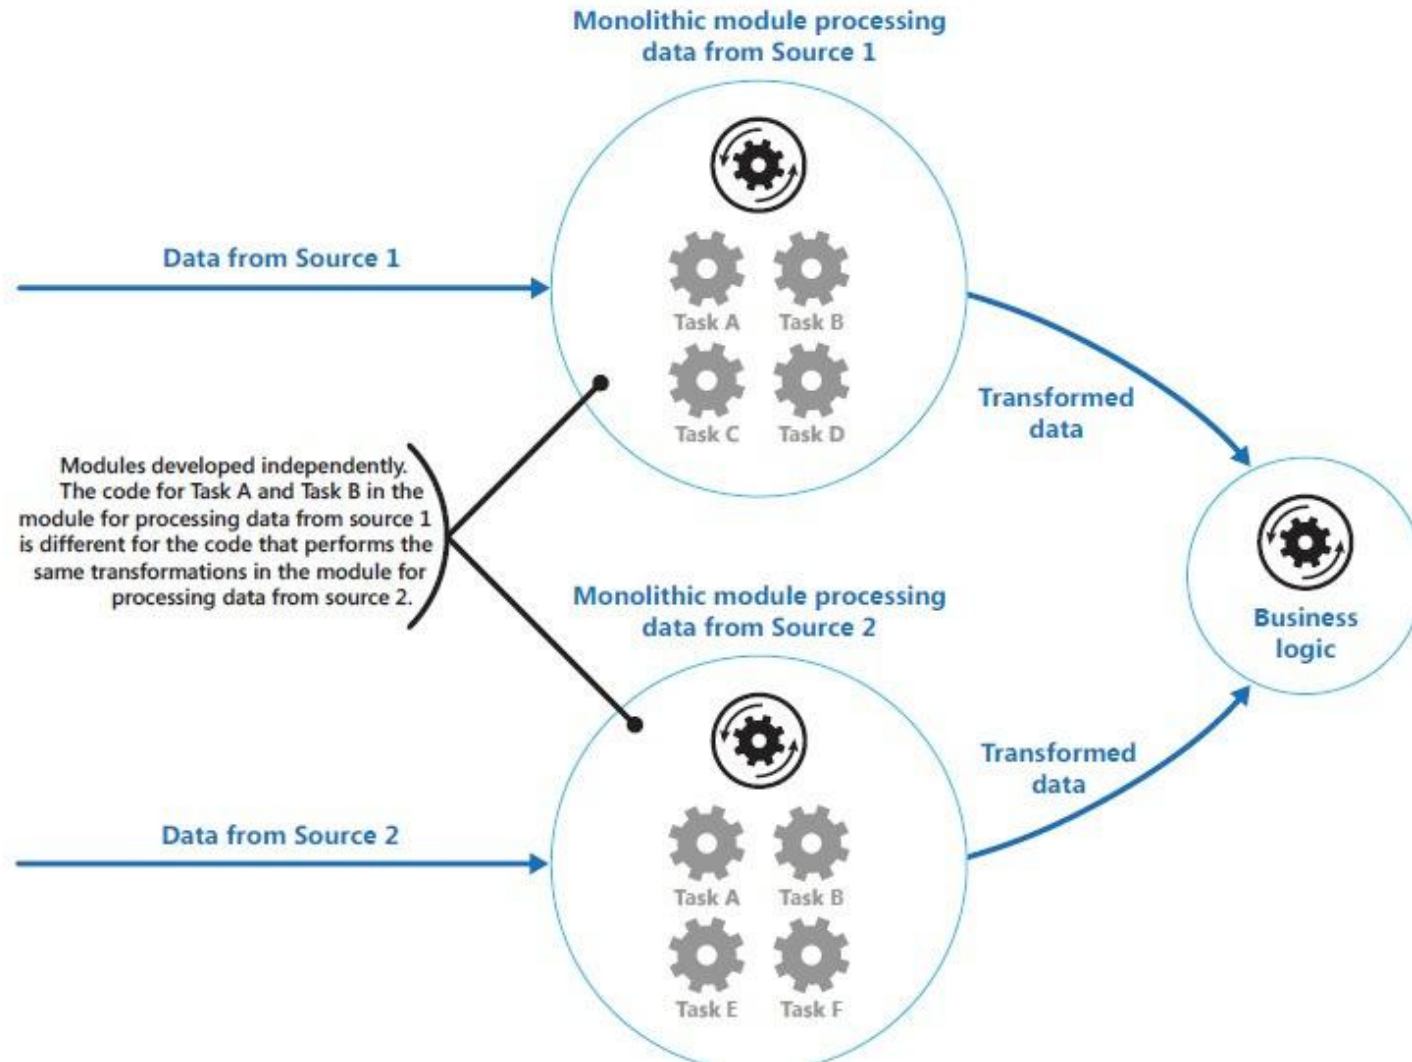 Monolithic module processing
data from Source 1
Data from Source 1
Task A
Task B
Task C
Task D
Transformed
data
Modules developed independently.
The code for Task A and Task B in the
module for processing data from source 1
is different for the code that performs the
same transformations in the module for
processing data from source 2.
Business
logic
Monolithic module processing
data from Source 2
Transformed
data
Data from Source 2
Task A
Task B
Task E
Task F